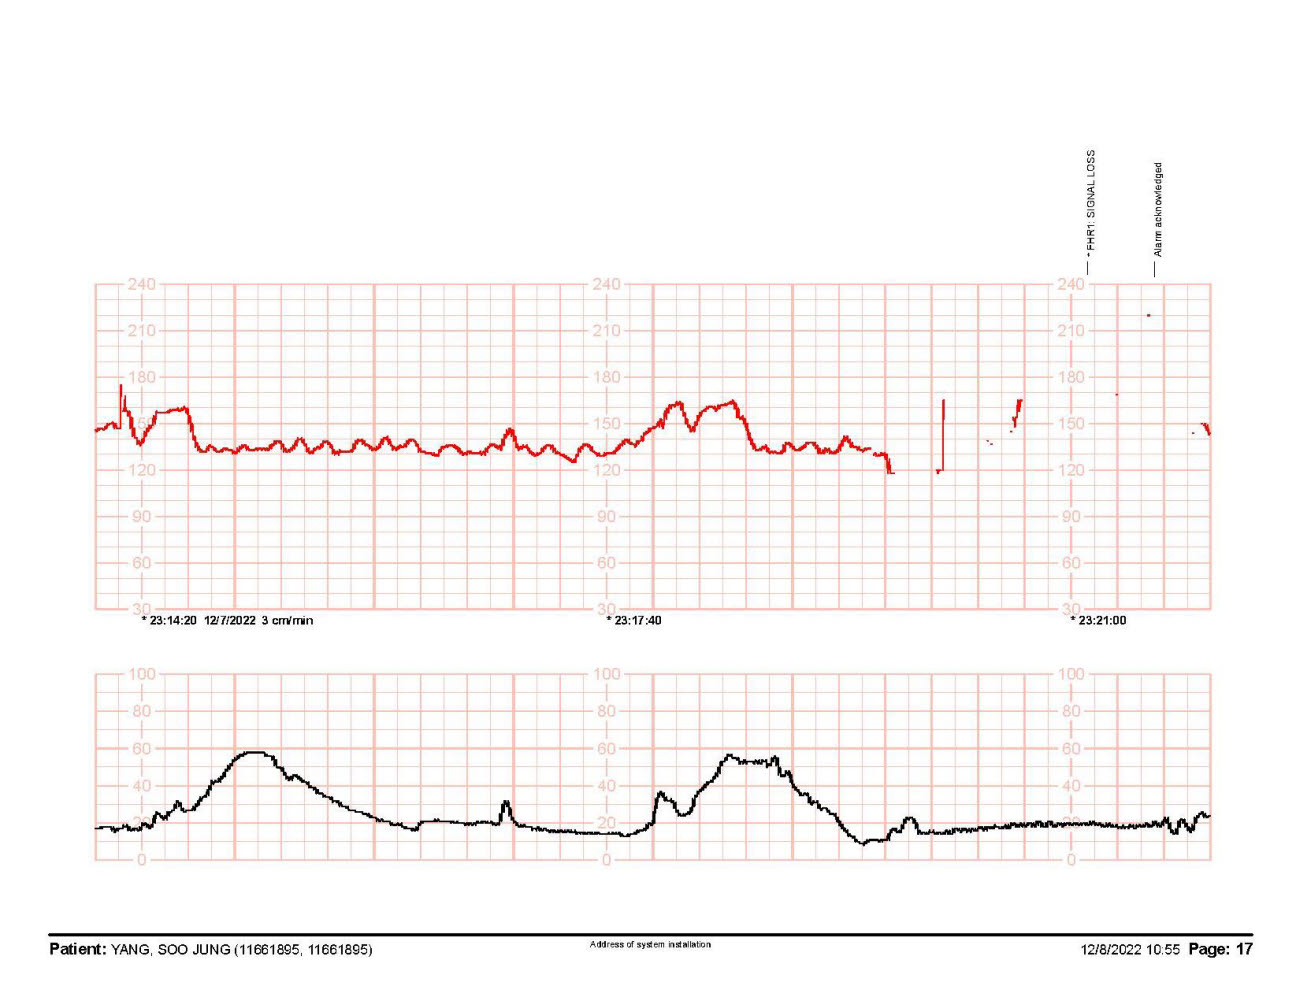 * FHR1: SIGNAL LOSS
Alarm acknowledged
240 240 240
210 210 210
180 180 180
150 150 150
120 120 120
90 90 90
60 60 60
30 30 30
* 23:14:20 12/7/2022 3 cm/min * 23:17:40 * 23:21:00
100 100 100
80 80 80
60 60 60
40 40 40
20 20 20
0 0 0
Patient: YANG, SOO JUNG (11661895, 11661895) Address of system installation 12/8/2022 10:55 Page: 17